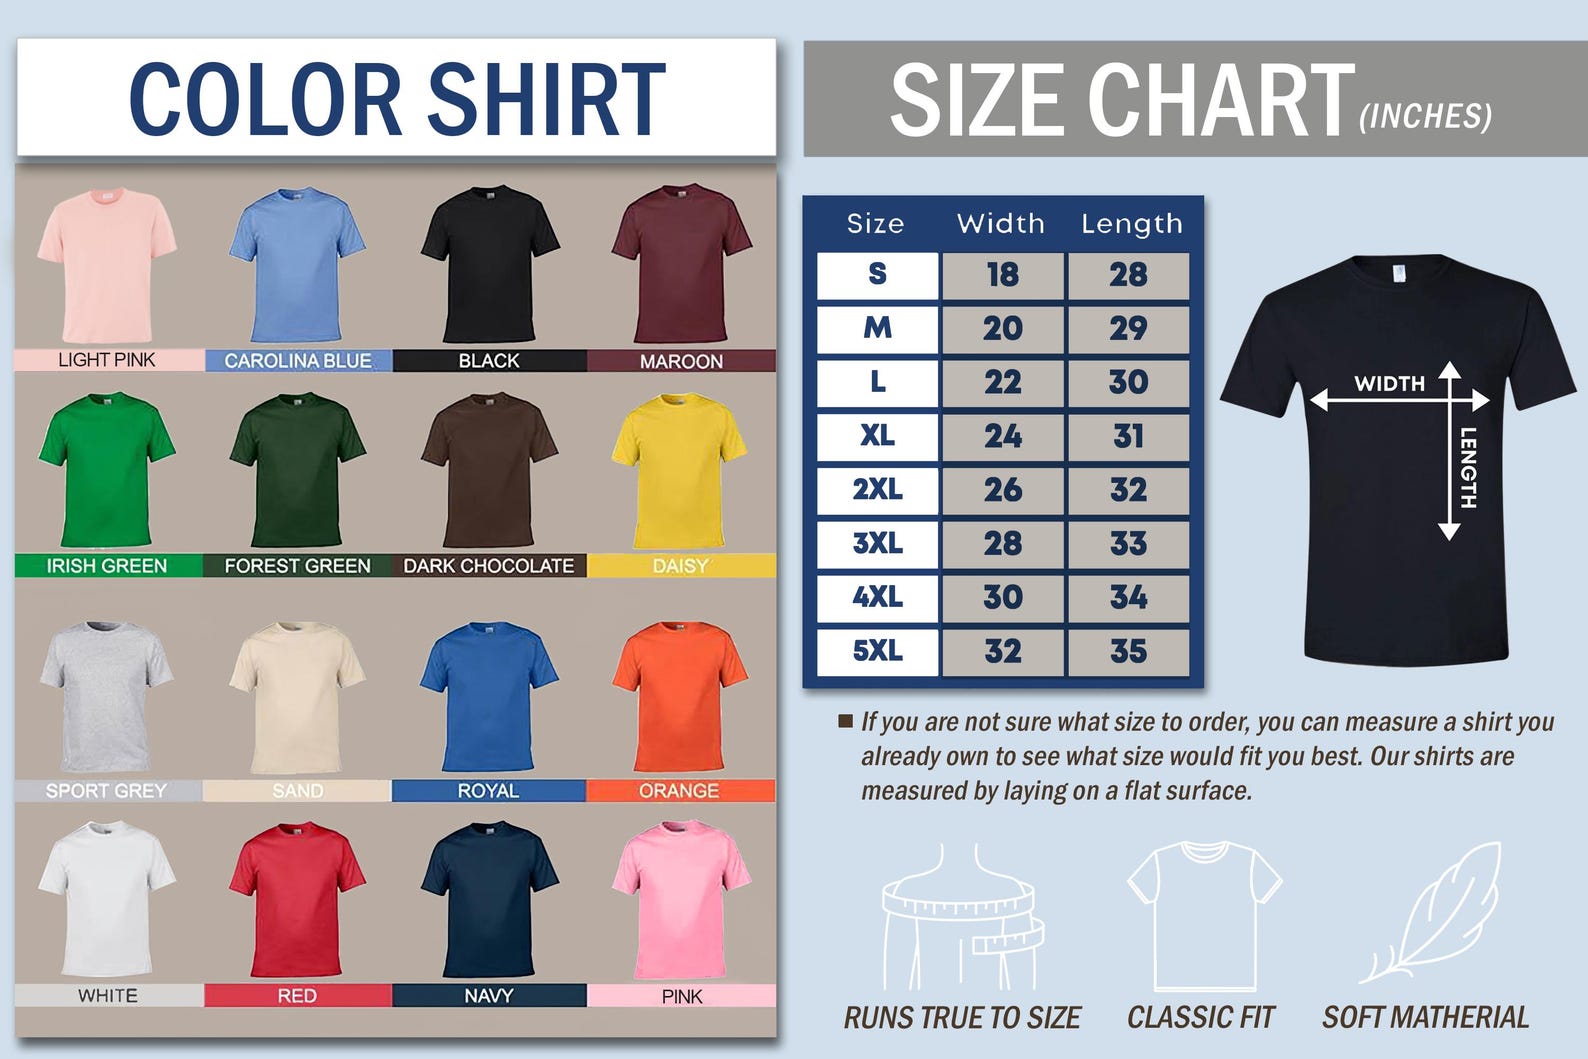 COLOR SHIRT
LIGHT PINK CAROLINA BLUE BLACK MAROON
IRISH GREEN FOREST GREEN DARK CHOCOLATE DAISY
SPORT GREY SAND ROYAL ORANGE
WHITE RED NAVY PINK
SIZE CHART (INCHES)
Size Width Length
S 18 28
M 20 29
L 22 30
XL 24 31
2XL 26 32
3XL 28 33
4XL 30 34
5XL 32 35
WIDTH
LENGTH
If you are not sure what size to order, you can measure a shirt you
already own to see what size would fit you best. Our shirts are
measured by laying on a flat surface.
RUNS TRUE TO SIZE CLASSIC FIT SOFT MATHERIAL